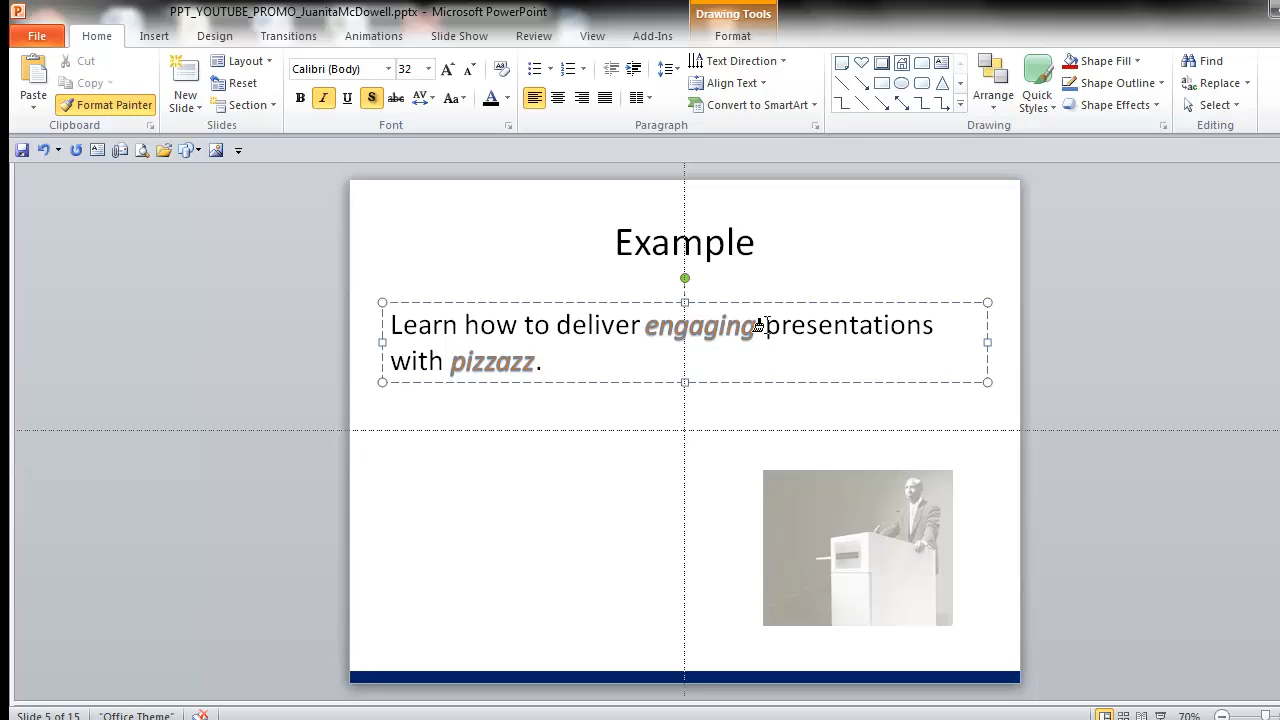 PPT_YOUTUBE_PROMO_JuanitaMcDowell.pptx - Microsoft PowerPoint
Drawing Tools
File Home Insert Design Transitions Animations Slide Show Review View Add-Ins Format
Paste
Cut
Copy
Format Painter
Clipboard
New Slide
Layout
Reset
Section
Slides
Calibri (Body) 32
B I U S abc AV Aa A
Font
Text Direction
Align Text
Convert to SmartArt
Paragraph
Arrange
Quick Styles
Shape Fill
Shape Outline
Shape Effects
Drawing
Find
Replace
Select
Editing
Example
Learn how to deliver engaging presentations
with pizzazz.
Slide 5 of 15 "Office Theme" 70%